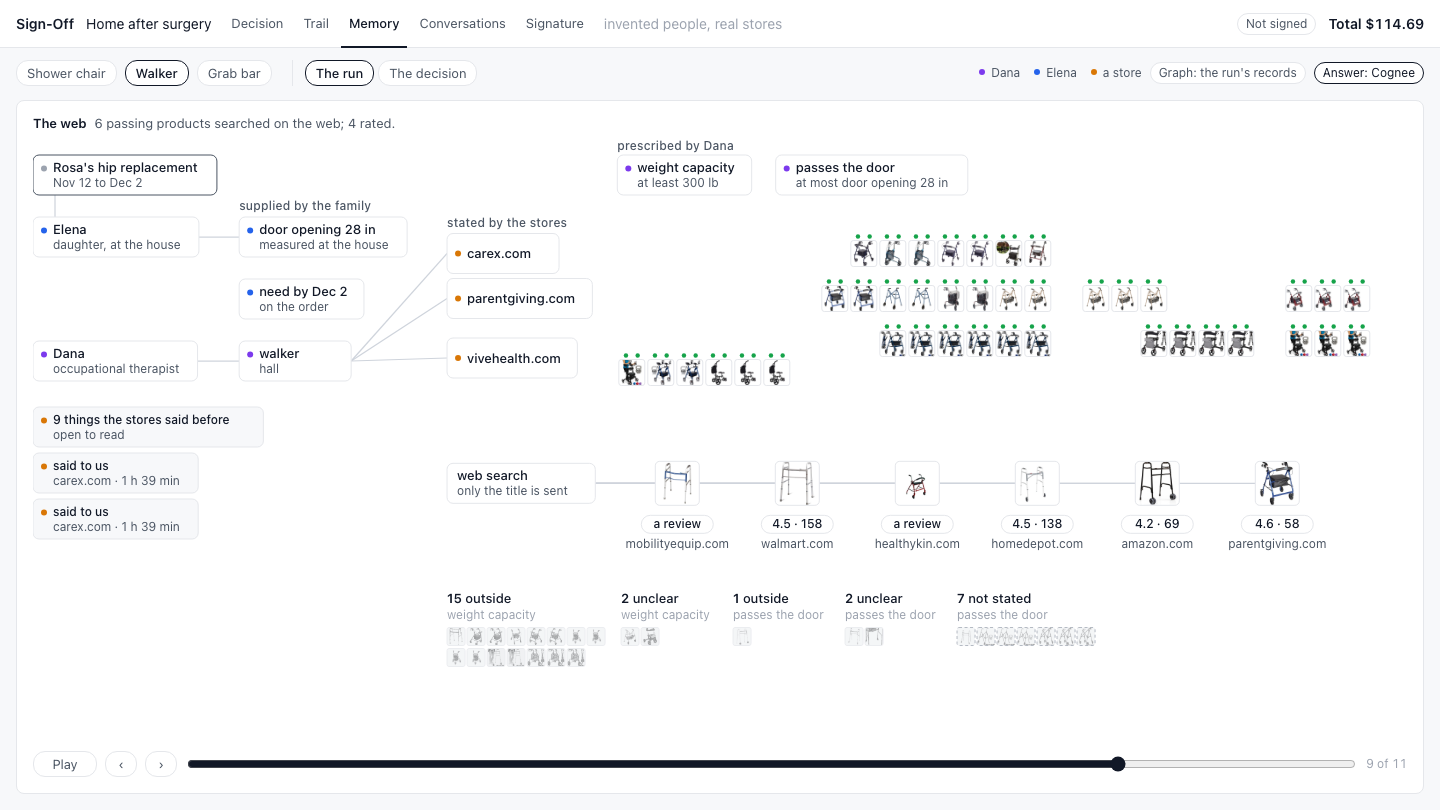 Sign-Off Home after surgery Decision Trail Memory Conversations Signature invented people, real stores Not signed Total $114.69
Shower chair Walker Grab bar The run The decision Dana Elena a store Graph: the run's records Answer: Cognee
The web 6 passing products searched on the web; 4 rated.
prescribed by Dana
Rosa's hip replacement
Nov 12 to Dec 2
weight capacity
at least 300 lb
passes the door
at most door opening 28 in
supplied by the family
Elena
daughter, at the house
door opening 28 in
measured at the house
stated by the stores
carex.com
need by Dec 2
on the order
parentgiving.com
Dana
occupational therapist
walker
hall
vivehealth.com
9 things the stores said before
open to read
said to us
carex.com · 1 h 39 min
said to us
carex.com · 1 h 39 min
web search
only the title is sent
a review 4.5 · 158 a review 4.5 · 138 4.2 · 69 4.6 · 58
mobilityequip.com walmart.com healthykin.com homedepot.com amazon.com parentgiving.com
15 outside 2 unclear 1 outside 2 unclear 7 not stated
weight capacity weight capacity passes the door passes the door passes the door
Play ‹ › 9 of 11